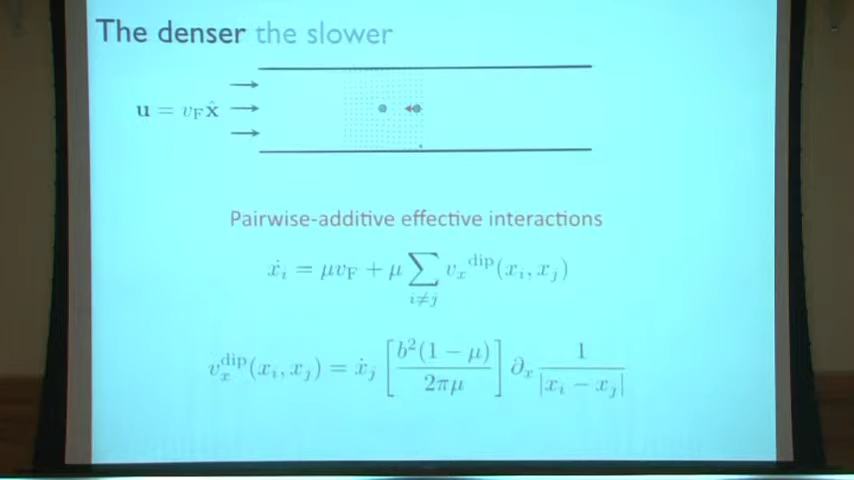 The denser the slower
u = v_F x̂
Pairwise-additive effective interactions
ẋ_i = μv_F + μ ∑_{i≠j} v_x^{dip}(x_i, x_j)
v_x^{dip}(x_i, x_j) = ẋ_j [b²(1 − μ) / 2πμ] ∂_x 1 / |x_i − x_j|